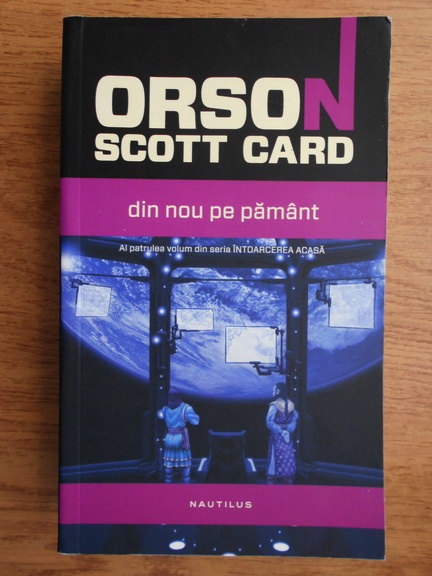 ORSON
SCOTT CARD
din nou pe pământ
Al patrulea volum din seria ÎNTOARCEREA ACASĂ
NAUTILUS